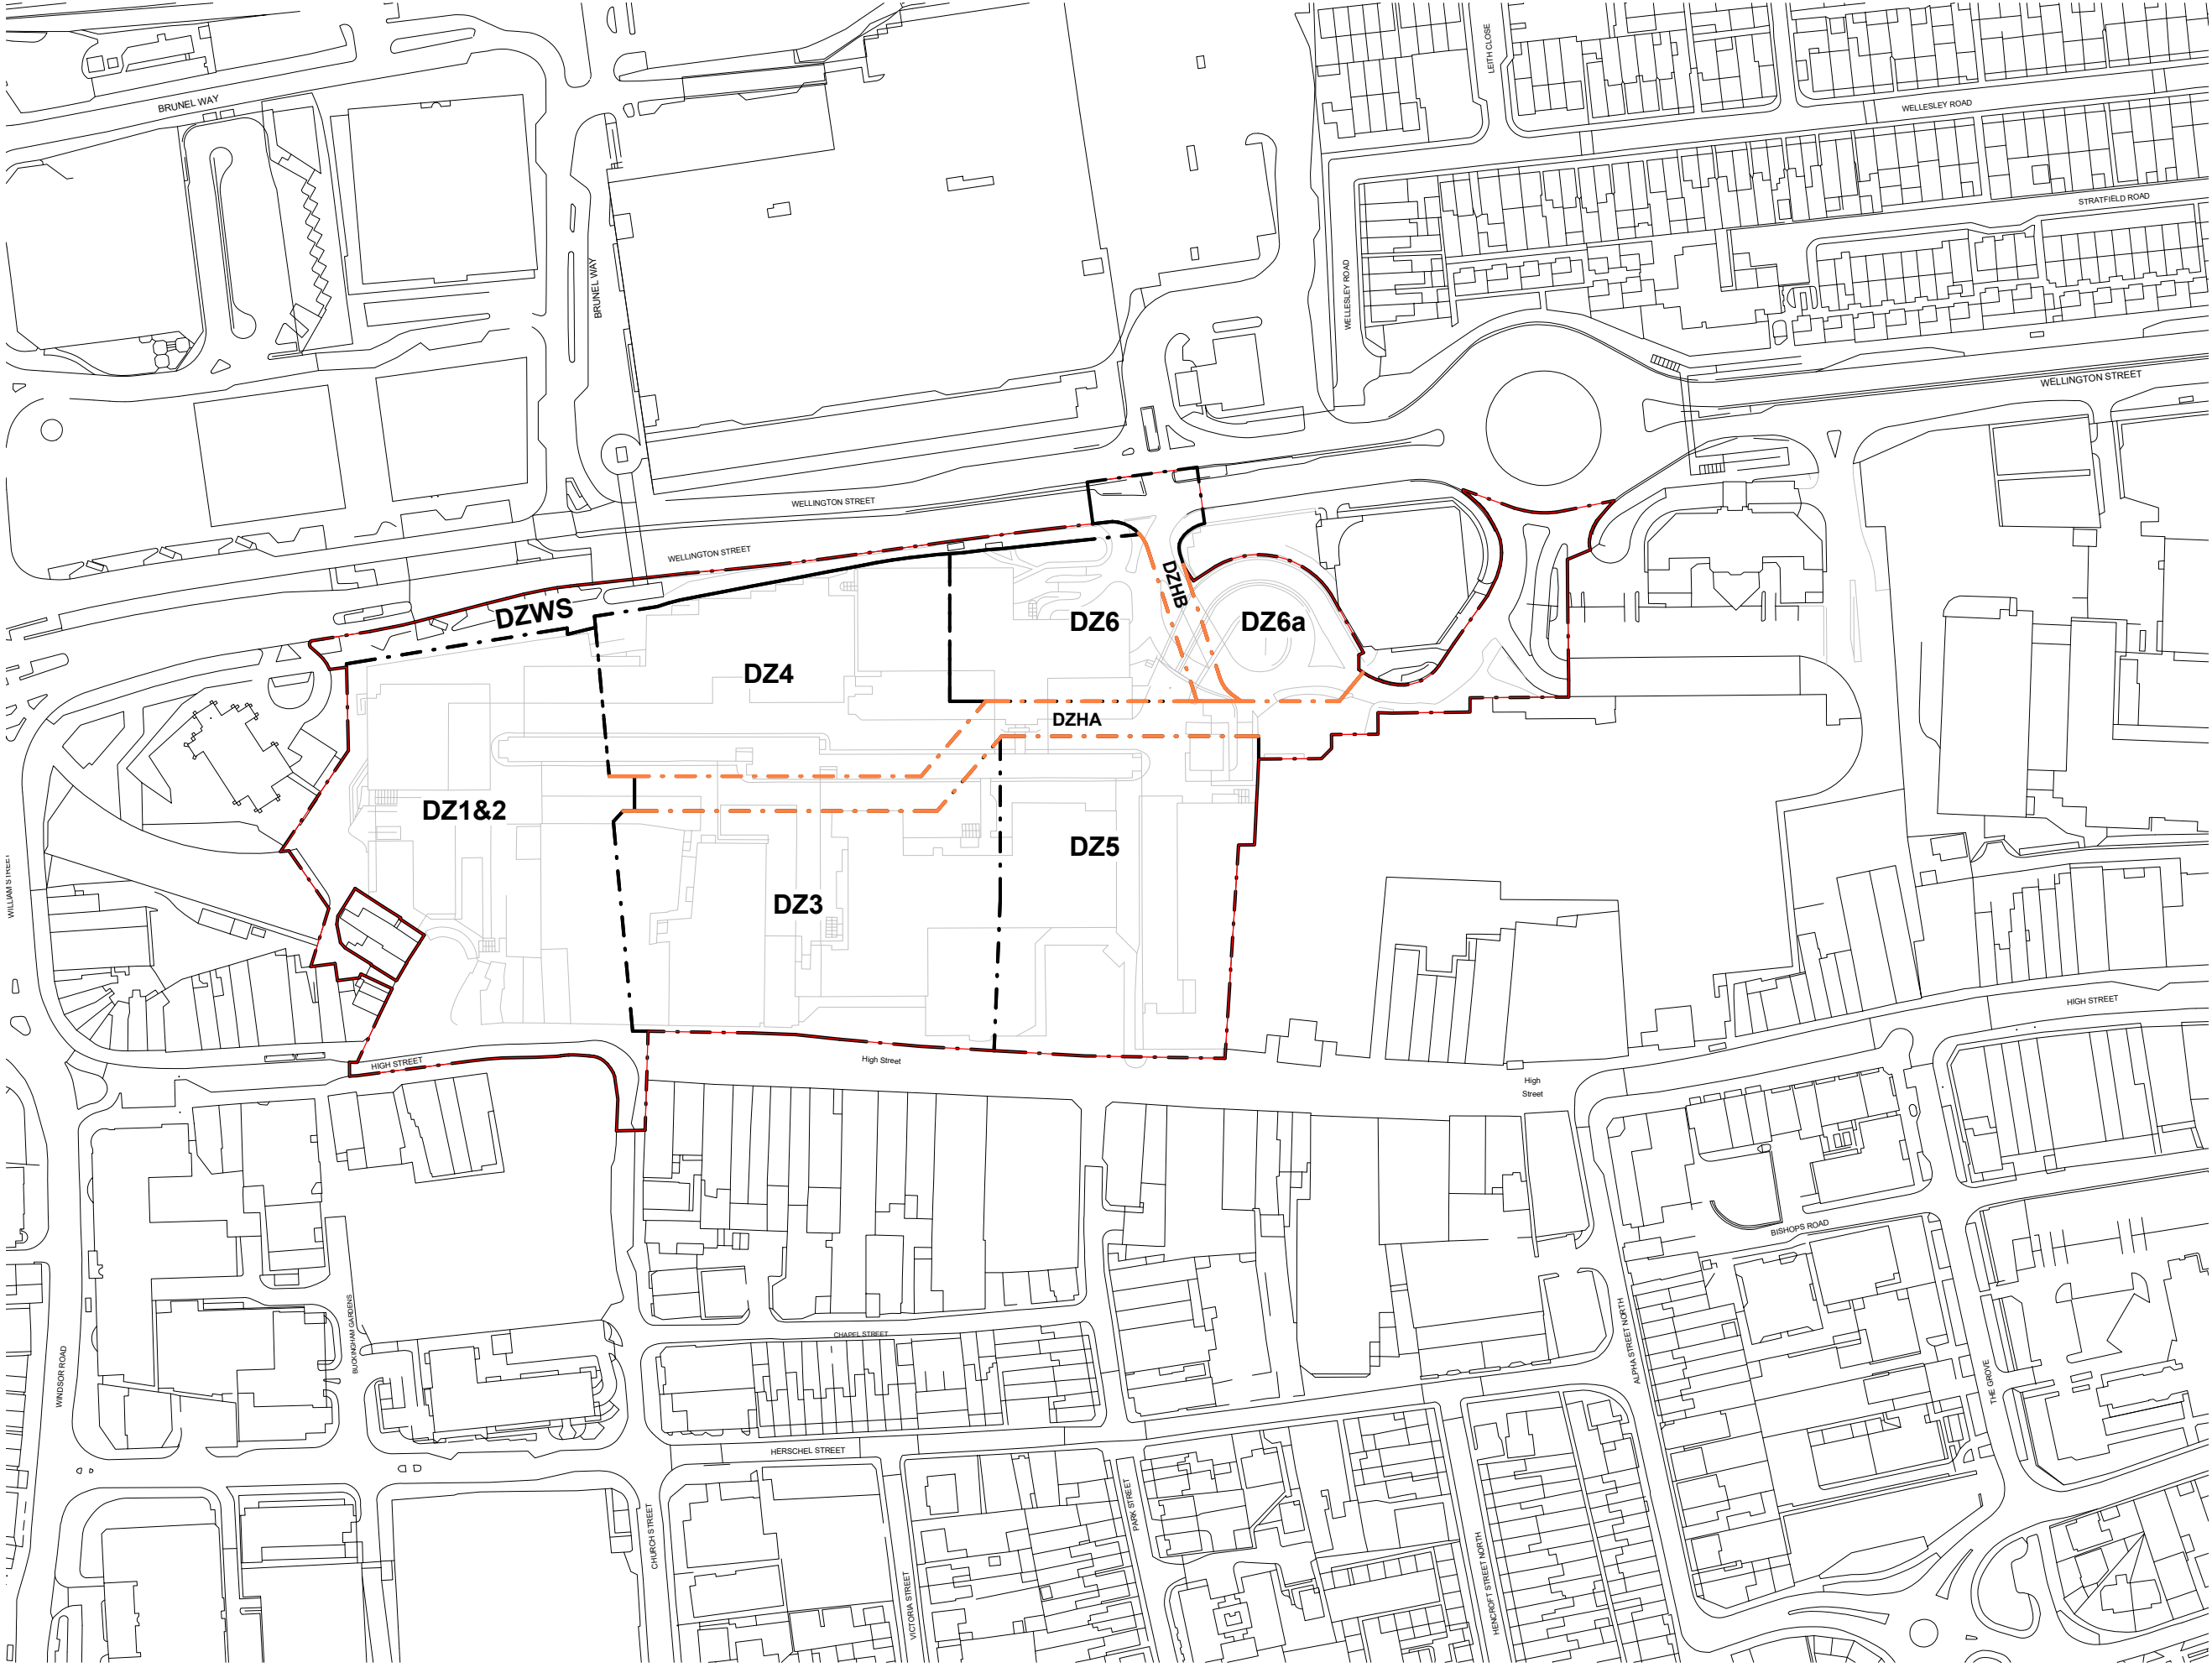 LEITH CLOSE
BRUNEL WAY
WELLESLEY ROAD
STRATFIELD ROAD
BRUNEL WAY
WELLESLEY ROAD
WELLINGTON STREET
WELLINGTON STREET
WELLINGTON STREET
DZWS
DZHB
DZ6
DZ6a
DZ4
DZHA
DZ1&2
DZ5
DZ3
WILLIAM STREET
HIGH STREET
HIGH STREET
High Street
High
Street
BISHOPS ROAD
BUCKINGHAM GARDENS
CHAPEL STREET
ALPHA STREET NORTH
WINDSOR ROAD
THE GROVE
HERSCHEL STREET
PARK STREET
CHURCH STREET
VICTORIA STREET
HENCROFT STREET NORTH